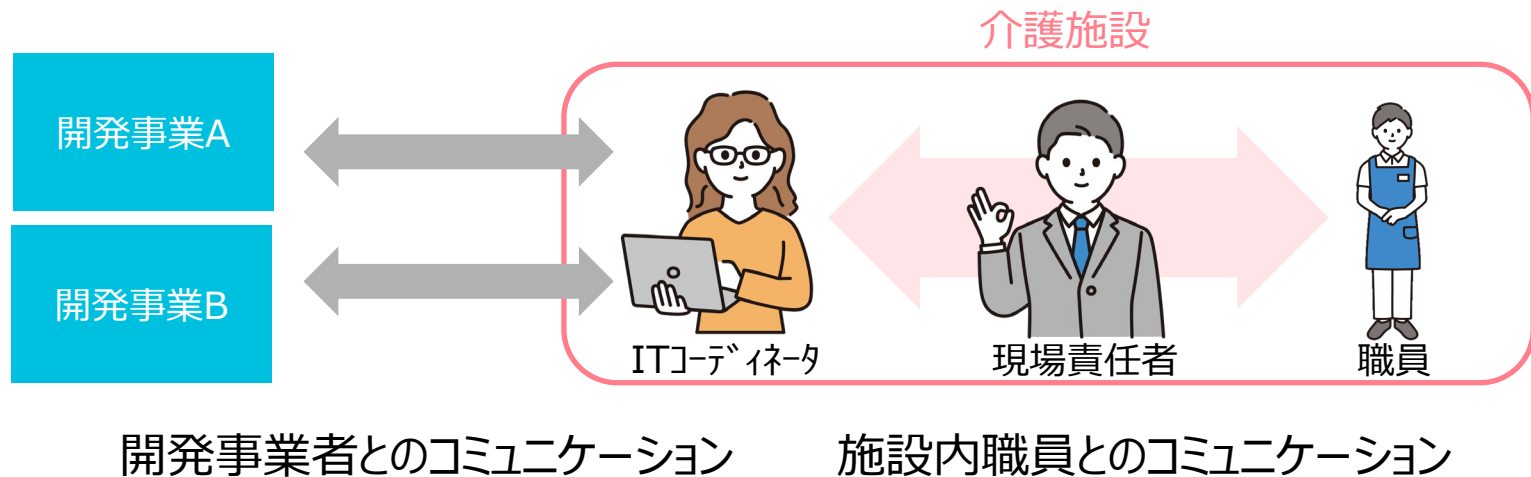 介護施設
開発事業A
開発事業B
ITｺｰﾃﾞｨﾈｰﾀ
現場責任者
職員
開発事業者とのコミュニケーション
施設内職員とのコミュニケーション